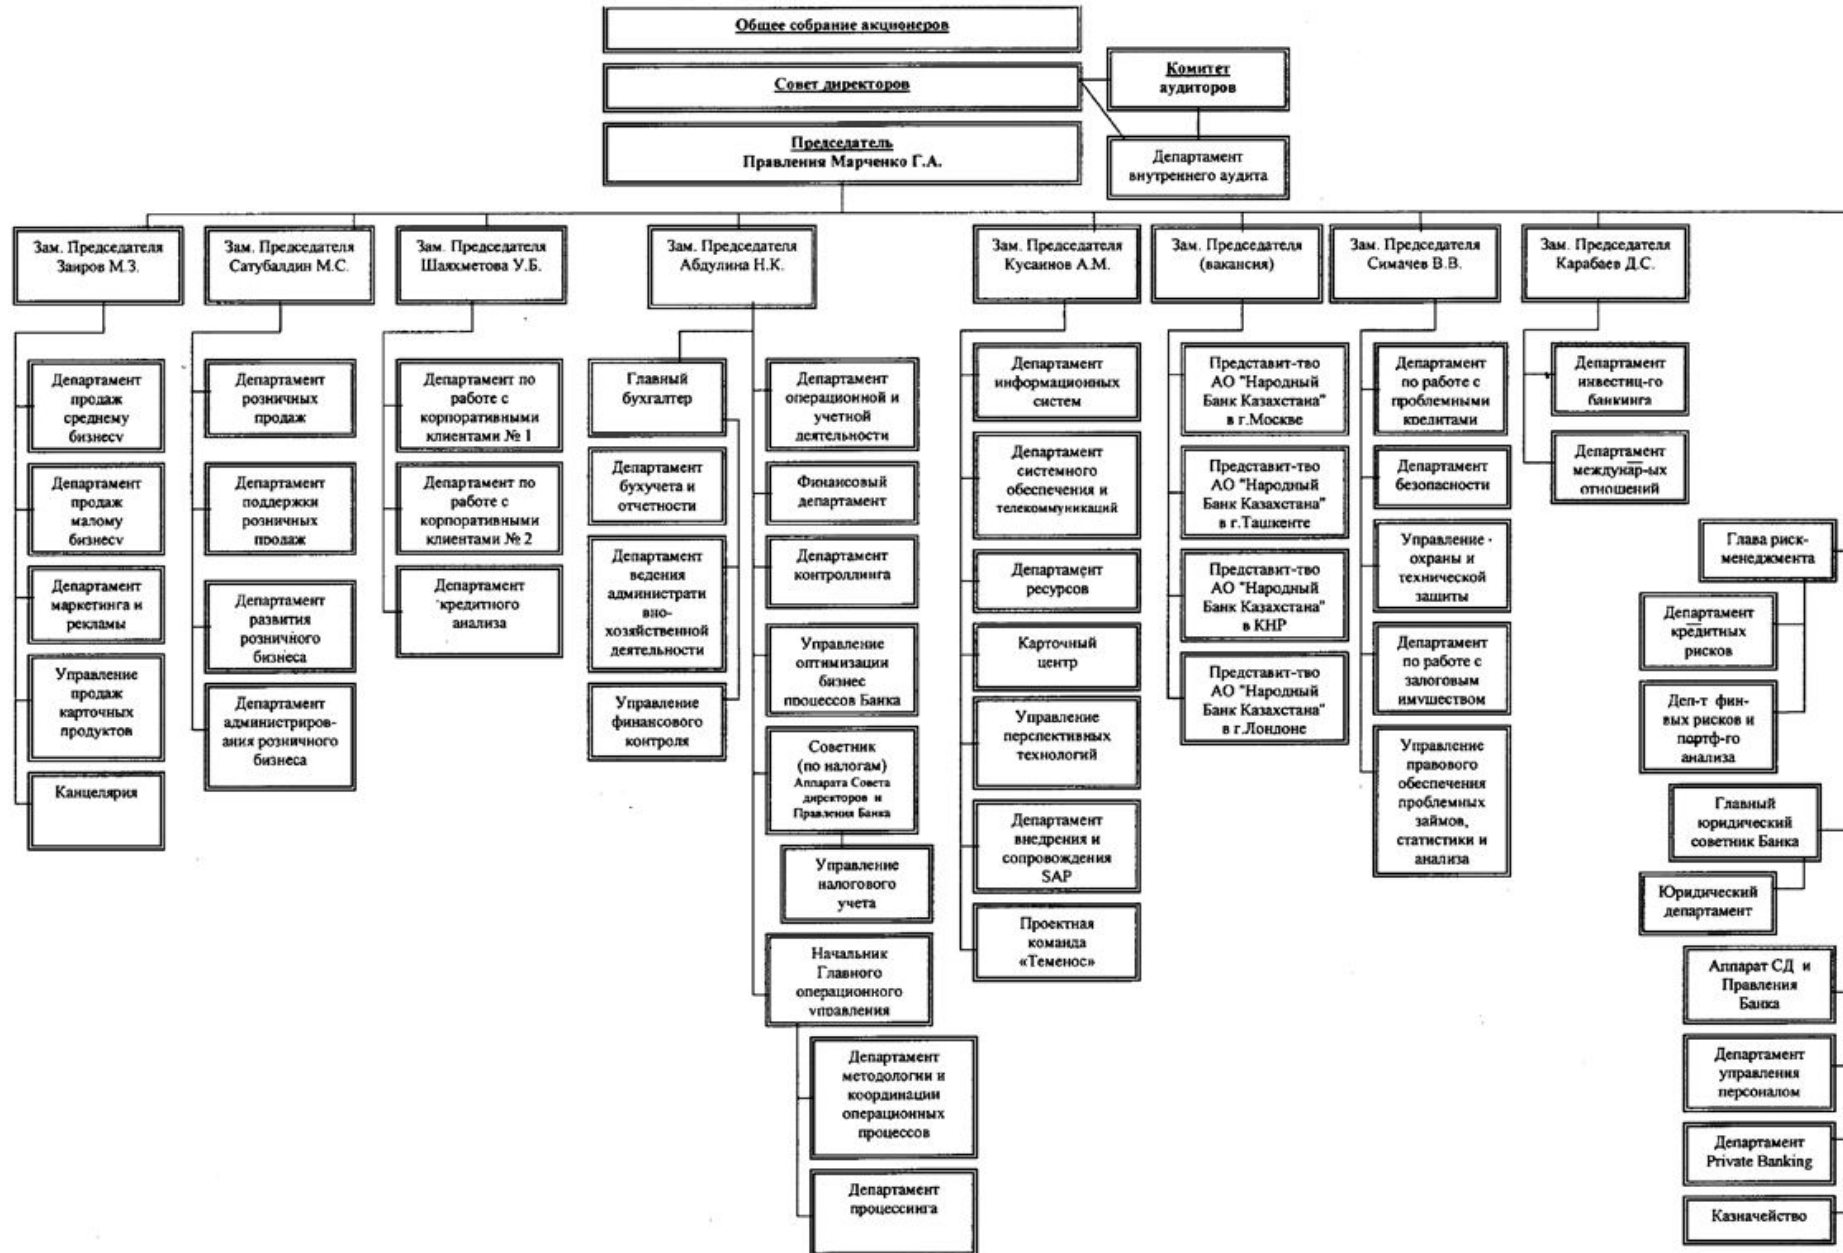 Общее собрание акционеров
Совет директоров
Комитет
аудиторов
Председатель
Правления Марченко Г.А.
Департамент
внутреннего аудита
Зам. Председателя
Заиров М.З.
Зам. Председателя
Сатубалдин М.С.
Зам. Председателя
Шаяхметова У.Б.
Зам. Председателя
Абдулина Н.К.
Зам. Председателя
Кусаинов А.М.
Зам. Председателя
(вакансия)
Зам. Председателя
Симачев В.В.
Зам. Председателя
Карабаев Д.С.
Департамент
продаж
среднему
бизнесу
Департамент
продаж
малому
бизнесу
Департамент
маркетинга и
рекламы
Управление
продаж
карточных
продуктов
Канцелярия
Департамент
розничных
продаж
Департамент
поддержки
розничных
продаж
Департамент
развития
розничного
бизнеса
Департамент
администриров-
ания розничного
бизнеса
Департамент по
работе с
корпоративными
клиентами № 1
Департамент по
работе с
корпоративными
клиентами № 2
Департамент
кредитного
анализа
Главный
бухгалтер
Департамент
бухучета и
отчетности
Департамент
ведения
администрати
вно-
хозяйственной
деятельности
Управление
финансового
контроля
Департамент
операционной и
учетной
деятельности
Финансовый
департамент
Департамент
контроллинга
Управление
оптимизации
бизнес
процессов Банка
Советник
(по налогам)
Аппарата Совета
директоров и
Правления Банка
Управление
налогового
учета
Начальник
Главного
операционного
управления
Департамент
методологии и
координации
операционных
процессов
Департамент
процессинга
Департамент
информационных
систем
Департамент
системного
обеспечения и
телекоммуникаций
Департамент
ресурсов
Карточный
центр
Управление
перспективных
технологий
Департамент
внедрения и
сопровождения
SAP
Проектная
команда
«Теменос»
Представит-тво
АО "Народный
Банк Казахстана"
в г.Москве
Представит-тво
АО "Народный
Банк Казахстана"
в г.Ташкенте
Представит-тво
АО "Народный
Банк Казахстана"
в КНР
Представит-тво
АО "Народный
Банк Казахстана"
в г.Лондоне
Департамент
по работе с
проблемными
кредитами
Департамент
безопасности
Управление
охраны и
технической
защиты
Департамент
по работе с
залоговым
имуществом
Управление
правового
обеспечения
проблемных
займов,
статистики и
анализа
Департамент
инвестиц-го
банкинга
Департамент
междунар-ых
отношений
Глава риск-
менеджмента
Департамент
кредитных
рисков
Деп-т фин-
вых рисков и
портф-го
анализа
Главный
юридический
советник Банка
Юридический
департамент
Аппарат СД и
Правления
Банка
Департамент
управления
персоналом
Департамент
Private Banking
Казначейство